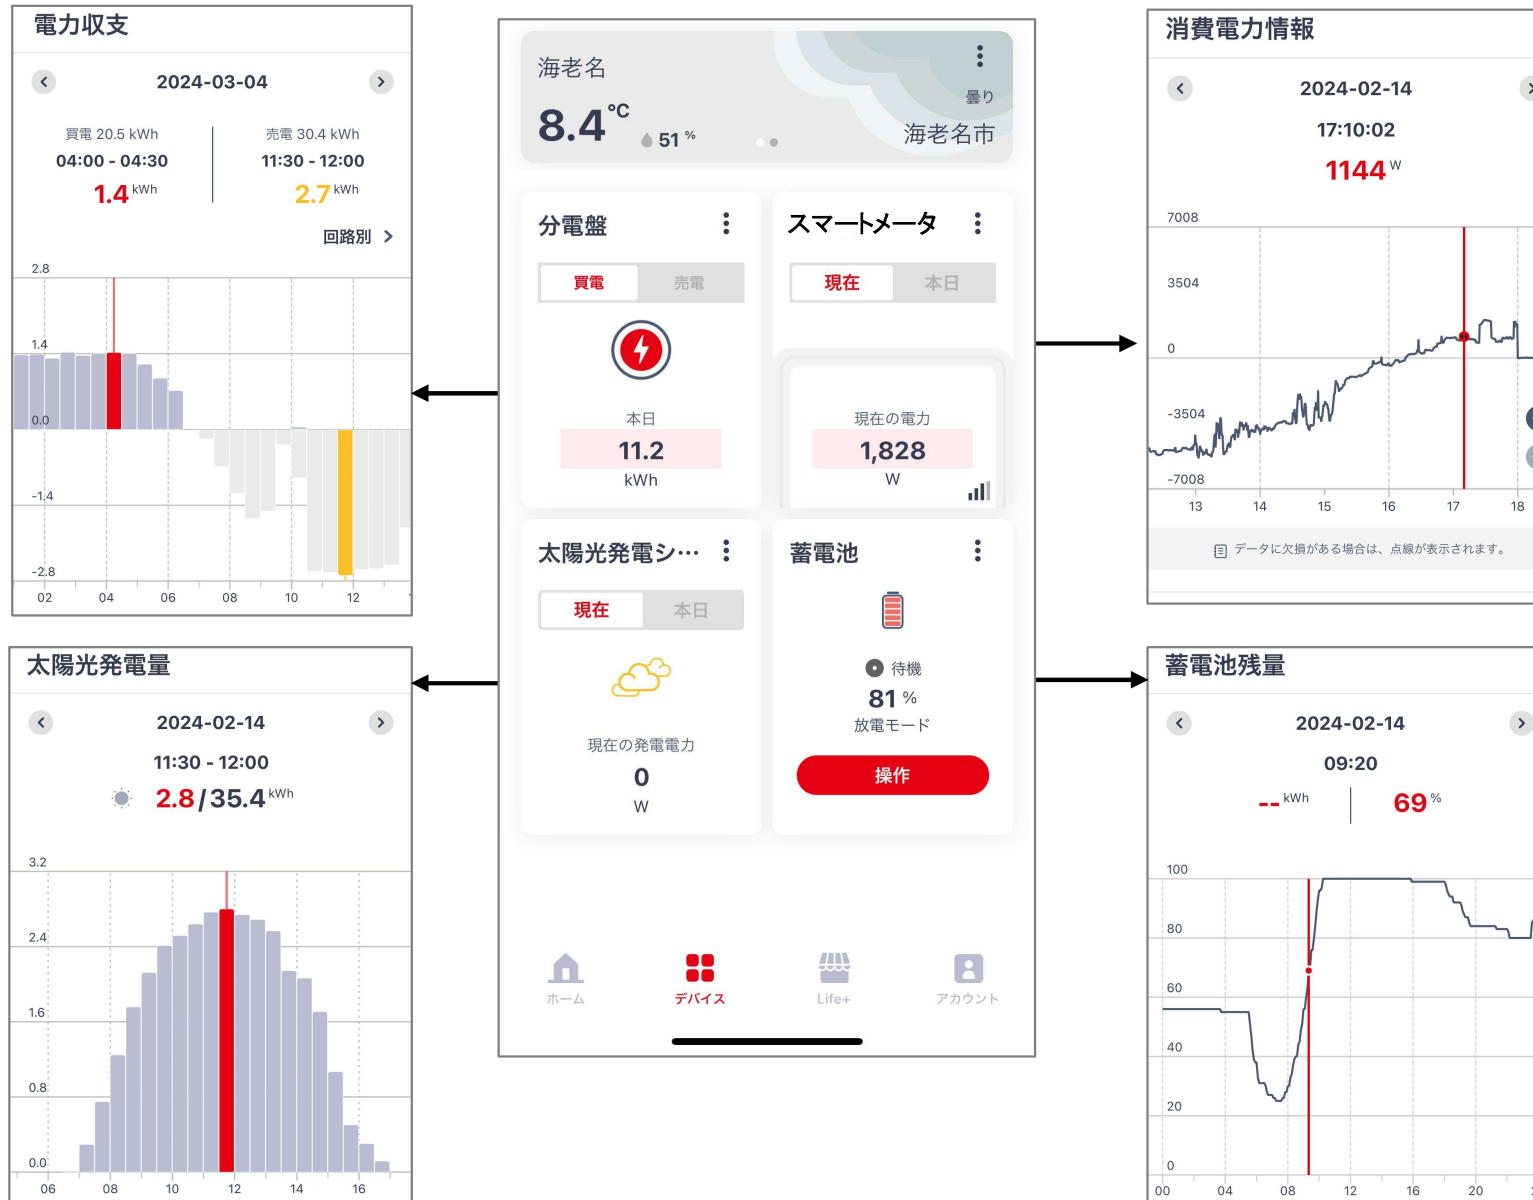 電力収支
2024-03-04
買電 20.5 kWh
売電 30.4 kWh
04:00 - 04:30
11:30 - 12:00
1.4 kWh
2.7 kWh
回路別
2.8
1.4
0.0
-1.4
-2.8
02 04 06 08 10 12
太陽光発電量
2024-02-14
11:30 - 12:00
2.8/35.4 kWh
3.2
2.4
1.6
0.8
0.0
06 08 10 12 14 16
海老名
8.4 °C
51 %
曇り
海老名市
分電盤
買電 売電
本日
11.2
kWh
スマートメータ
現在 本日
現在の電力
1,828
W
太陽光発電シ…
現在 本日
現在の発電電力
0
W
蓄電池
待機
81 %
放電モード
操作
ホーム
デバイス
Life+
アカウント
消費電力情報
2024-02-14
17:10:02
1144 W
7008
3504
0
-3504
-7008
13 14 15 16 17 18
データに欠損がある場合は、点線が表示されます。
蓄電池残量
2024-02-14
09:20
-- kWh
69 %
100
80
60
40
20
0
00 04 08 12 16 20